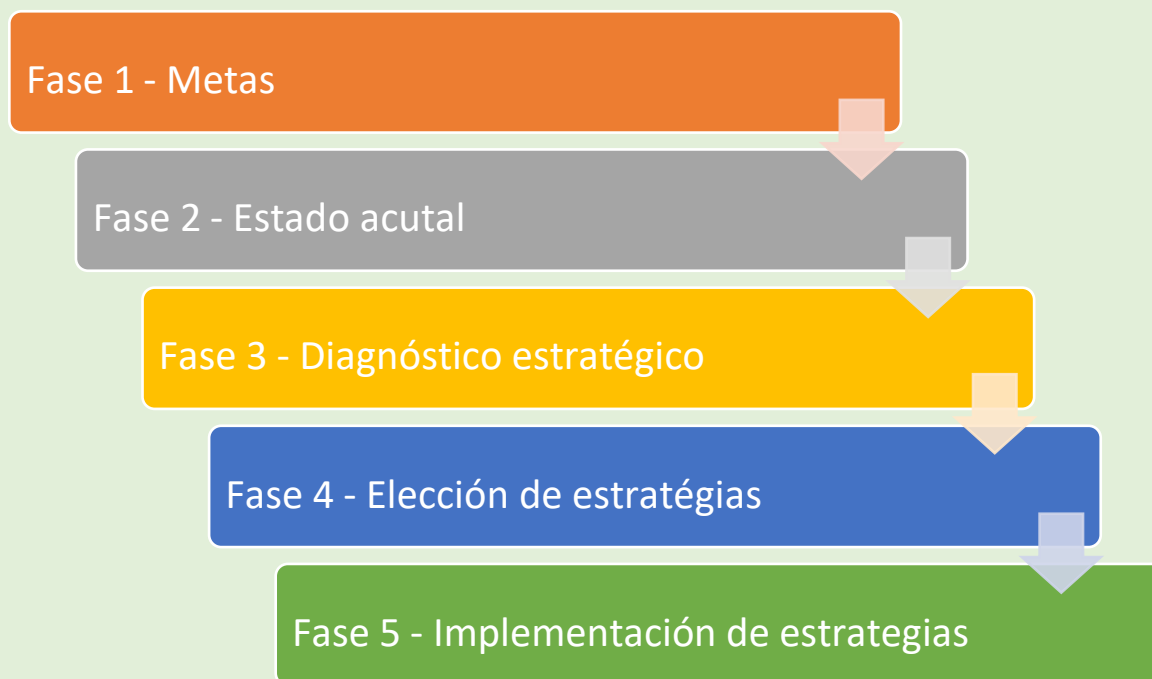 Fase 1 - Metas
Fase 2 - Estado acutal
Fase 3 - Diagnóstico estratégico
Fase 4 - Elección de estratégias
Fase 5 - Implementación de estrategias